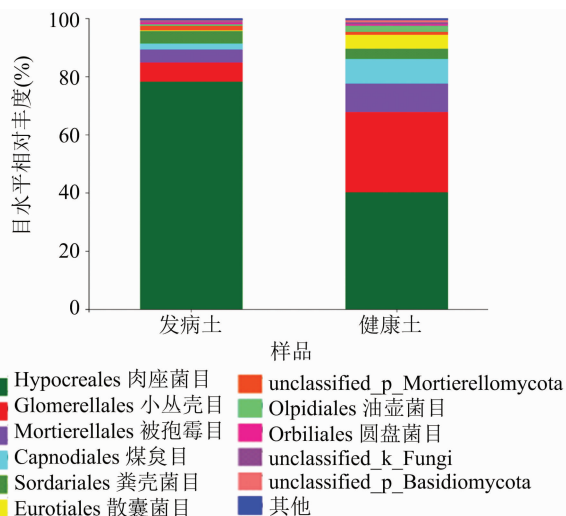 目水平相对丰度(%)
100
80
60
40
20
0
发病土
健康土
样品
Hypocreales 肉座菌目
Glomerellales 小丛壳目
Mortierellales 被孢霉目
Capnodiales 煤炱目
Sordariales 粪壳菌目
Eurotiales 散囊菌目
unclassified_p_Mortierellomycota
Olpidiales 油壶菌目
Orbiliales 圆盘菌目
unclassified_k_Fungi
unclassified_p_Basidiomycota
其他